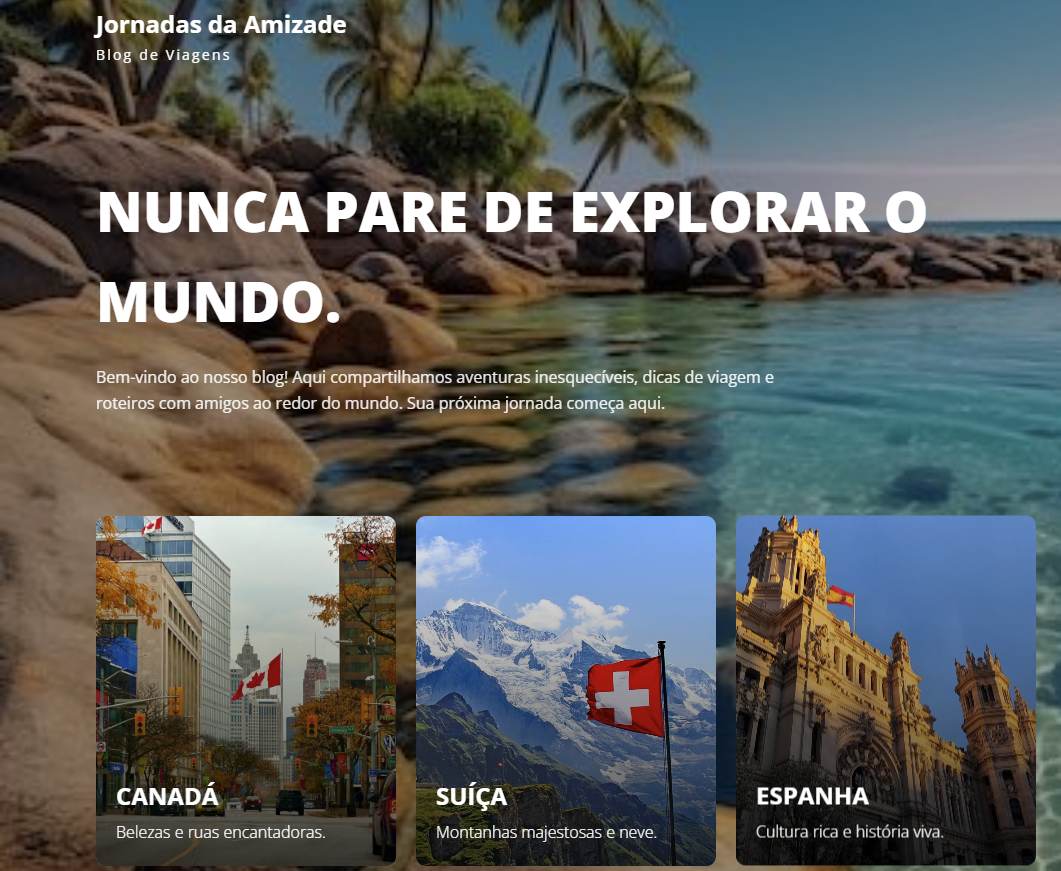 Jornadas da Amizade
Blog de Viagens
NUNCA PARE DE EXPLORAR O
MUNDO.
Bem-vindo ao nosso blog! Aqui compartilhamos aventuras inesquecíveis, dicas de viagem e
roteiros com amigos ao redor do mundo. Sua próxima jornada começa aqui.
CANADÁ
Belezas e ruas encantadoras.
SUÍÇA
Montanhas majestosas e neve.
ESPANHA
Cultura rica e história viva.